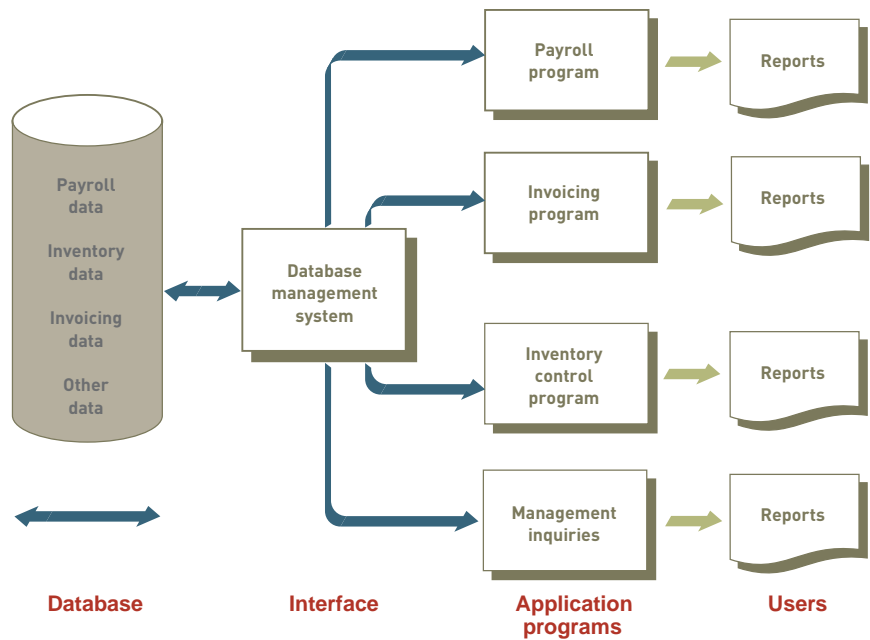 Payroll
data
Inventory
data
Invoicing
data
Other
data
Database
management
system
Payroll
program
Reports
Invoicing
program
Reports
Inventory
control
program
Reports
Management
inquiries
Reports
Database
Interface
Application
programs
Users